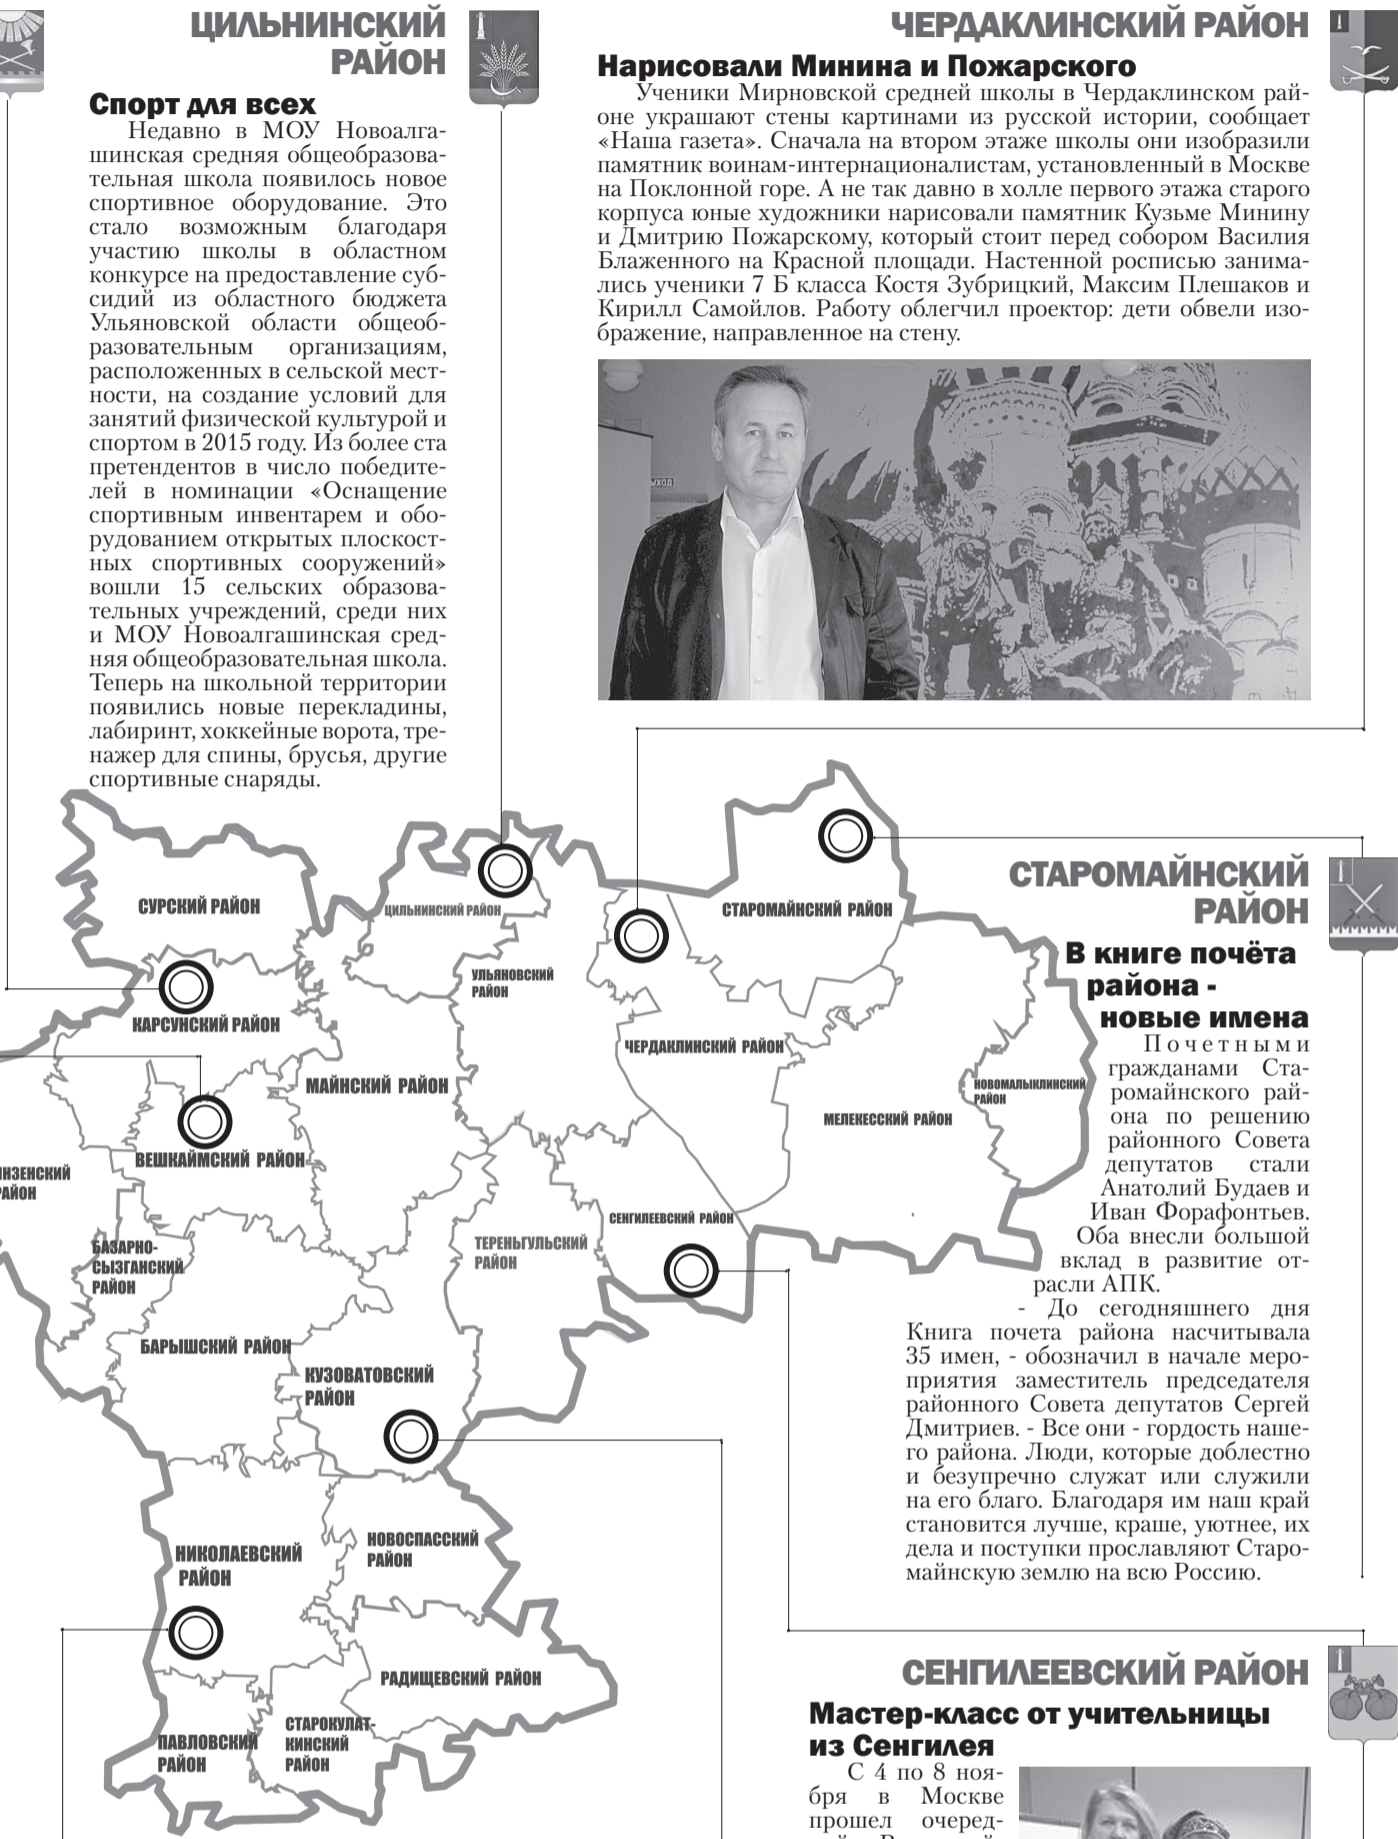 ЦИЛЬНИНСКИЙ
РАЙОН
Спорт для всех
Недавно в МОУ Новоалга-
шинская средняя общеобразова-
тельная школа появилось новое
спортивное оборудование. Это
стало возможным благодаря
участию школы в областном
конкурсе на предоставление суб-
сидий из областного бюджета
Ульяновской области общеоб-
разовательным организациям,
расположенных в сельской мест-
ности, на создание условий для
занятий физической культурой и
спортом в 2015 году. Из более ста
претендентов в число победите-
лей в номинации «Оснащение
спортивным инвентарем и обо-
рудованием открытых плоскост-
ных спортивных сооружений»
вошли 15 сельских образова-
тельных учреждений, среди них
и МОУ Новоалгашинская сред-
няя общеобразовательная школа.
Теперь на школьной территории
появились новые перекладины,
лабиринт, хоккейные ворота, тре-
нажер для спины, брусья, другие
спортивные снаряды.
ЧЕРДАКЛИНСКИЙ РАЙОН
Нарисовали Минина и Пожарского
Ученики Мирновской средней школы в Чердаклинском рай-
оне украшают стены картинами из русской истории, сообщает
«Наша газета». Сначала на втором этаже школы они изобразили
памятник воинам-интернационалистам, установленный в Москве
на Поклонной горе. А не так давно в холле первого этажа старого
корпуса юные художники нарисовали памятник Кузьме Минину
и Дмитрию Пожарскому, который стоит перед собором Василия
Блаженного на Красной площади. Настенной росписью занима-
лись ученики 7 Б класса Костя Зубрицкий, Максим Плешаков и
Кирилл Самойлов. Работу облегчил проектор: дети обвели изо-
бражение, направленное на стену.
ЫХОД
СУРСКИЙ РАЙОН
ЦИЛЬНИНСКИЙ РАЙОН
СТАРОМАЙНСКИЙ РАЙОН
УЛЬЯНОВСКИЙ
РАЙОН
КАРСУНСКИЙ РАЙОН
ЧЕРДАКЛИНСКИЙ РАЙОН
МАЙНСКИЙ РАЙОН
НОВОМАЛЫКЛИНСКИЙ
РАЙОН
МЕЛЕКЕССКИЙ РАЙОН
ВЕШКАЙМСКИЙ РАЙОН
НЗЕНСКИЙ
РАЙОН
СЕНГИЛЕЕВСКИЙ РАЙОН
ТЕРЕНЬГУЛЬСКИЙ
РАЙОН
БАЗАРНО-
СЫЗГАНСКИЙ
РАЙОН
БАРЫШСКИЙ РАЙОН
КУЗОВАТОВСКИЙ
РАЙОН
НИКОЛАЕВСКИЙ
РАЙОН
НОВОСПАССКИЙ
РАЙОН
РАДИЩЕВСКИЙ РАЙОН
ПАВЛОВСКИЙ
РАЙОН
СТАРОКУЛАТ-
КИНСКИЙ
РАЙОН
СТАРОМАЙНСКИЙ
РАЙОН
В книге почёта
района -
новые имена
Почетными
гражданами Ста-
ромайнского рай-
она по решению
районного Совета
депутатов стали
Анатолий Будаев и
Иван Форафонтьев.
Оба внесли большой
вклад в развитие от-
расли АПК.
- До сегодняшнего дня
Книга почета района насчитывала
35 имен, - обозначил в начале меро-
приятия заместитель председателя
районного Совета депутатов Сергей
Дмитриев. - Все они - гордость наше-
го района. Люди, которые доблестно
и безупречно служат или служили
на его благо. Благодаря им наш край
становится лучше, краше, уютнее, их
дела и поступки прославляют Старо-
майнскую землю на всю Россию.
СЕНГИЛЕЕВСКИЙ РАЙОН
Мастер-класс от учительницы
из Сенгилея
С 4 по 8 ноя-
бря в Москве
прошел очеред-